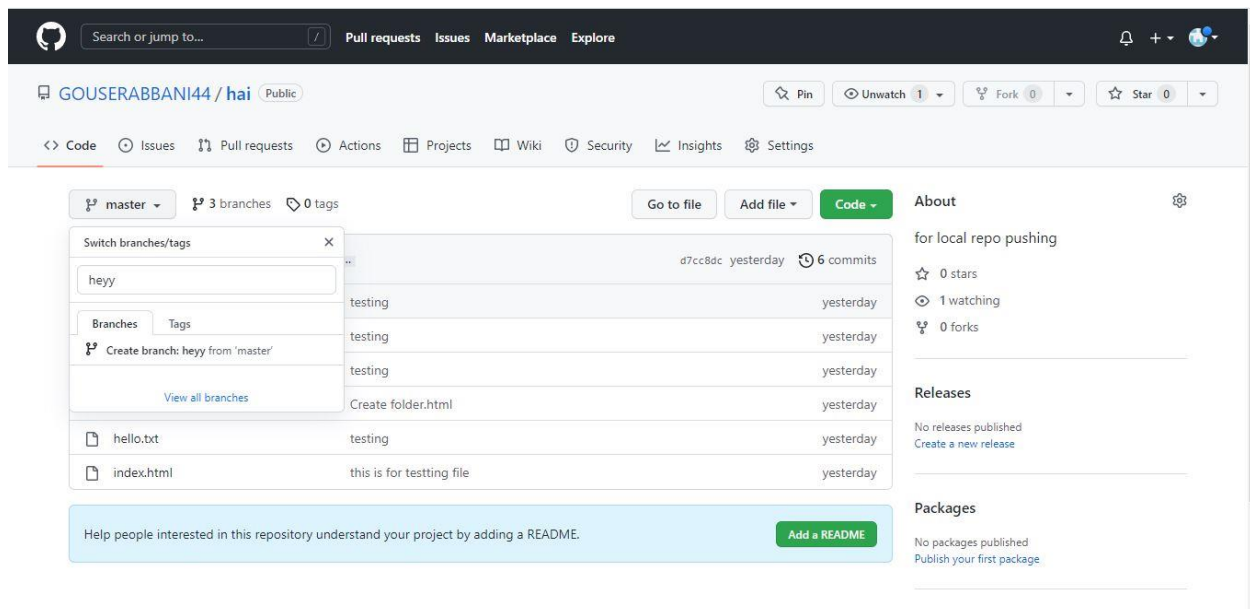 Search or jump to... /
Pull requests Issues Marketplace Explore
GOUSERABBANI44 / hai Public
Pin Unwatch 1 Fork 0 Star 0
Code Issues Pull requests Actions Projects Wiki Security Insights Settings
master 3 branches 0 tags
Go to file Add file Code
Switch branches/tags
heyy
Branches Tags
Create branch: heyy from 'master'
View all branches
... d7cc8dc yesterday 6 commits
testing yesterday
testing yesterday
testing yesterday
Create folder.html yesterday
hello.txt testing yesterday
index.html this is for testting file yesterday
Help people interested in this repository understand your project by adding a README. Add a README
About
for local repo pushing
0 stars
1 watching
0 forks
Releases
No releases published
Create a new release
Packages
No packages published
Publish your first package